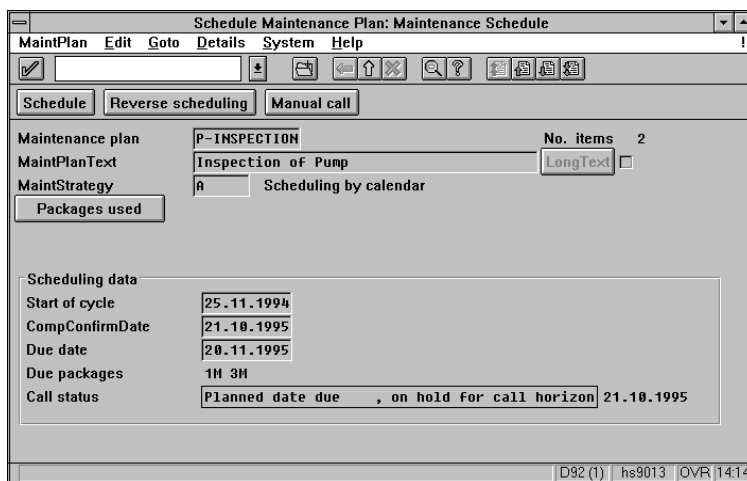 Schedule Maintenance Plan: Maintenance Schedule
MaintPlan Edit Goto Details System Help !
Schedule Reverse scheduling Manual call
Maintenance plan P-INSPECTION No. items 2
MaintPlanText Inspection of Pump LongText
MaintStrategy A Scheduling by calendar
Packages used
Scheduling data
Start of cycle 25.11.1994
CompConfirmDate 21.10.1995
Due date 20.11.1995
Due packages 1M 3M
Call status Planned date due , on hold for call horizon 21.10.1995
D92 (1) hs9013 OVR 14:14